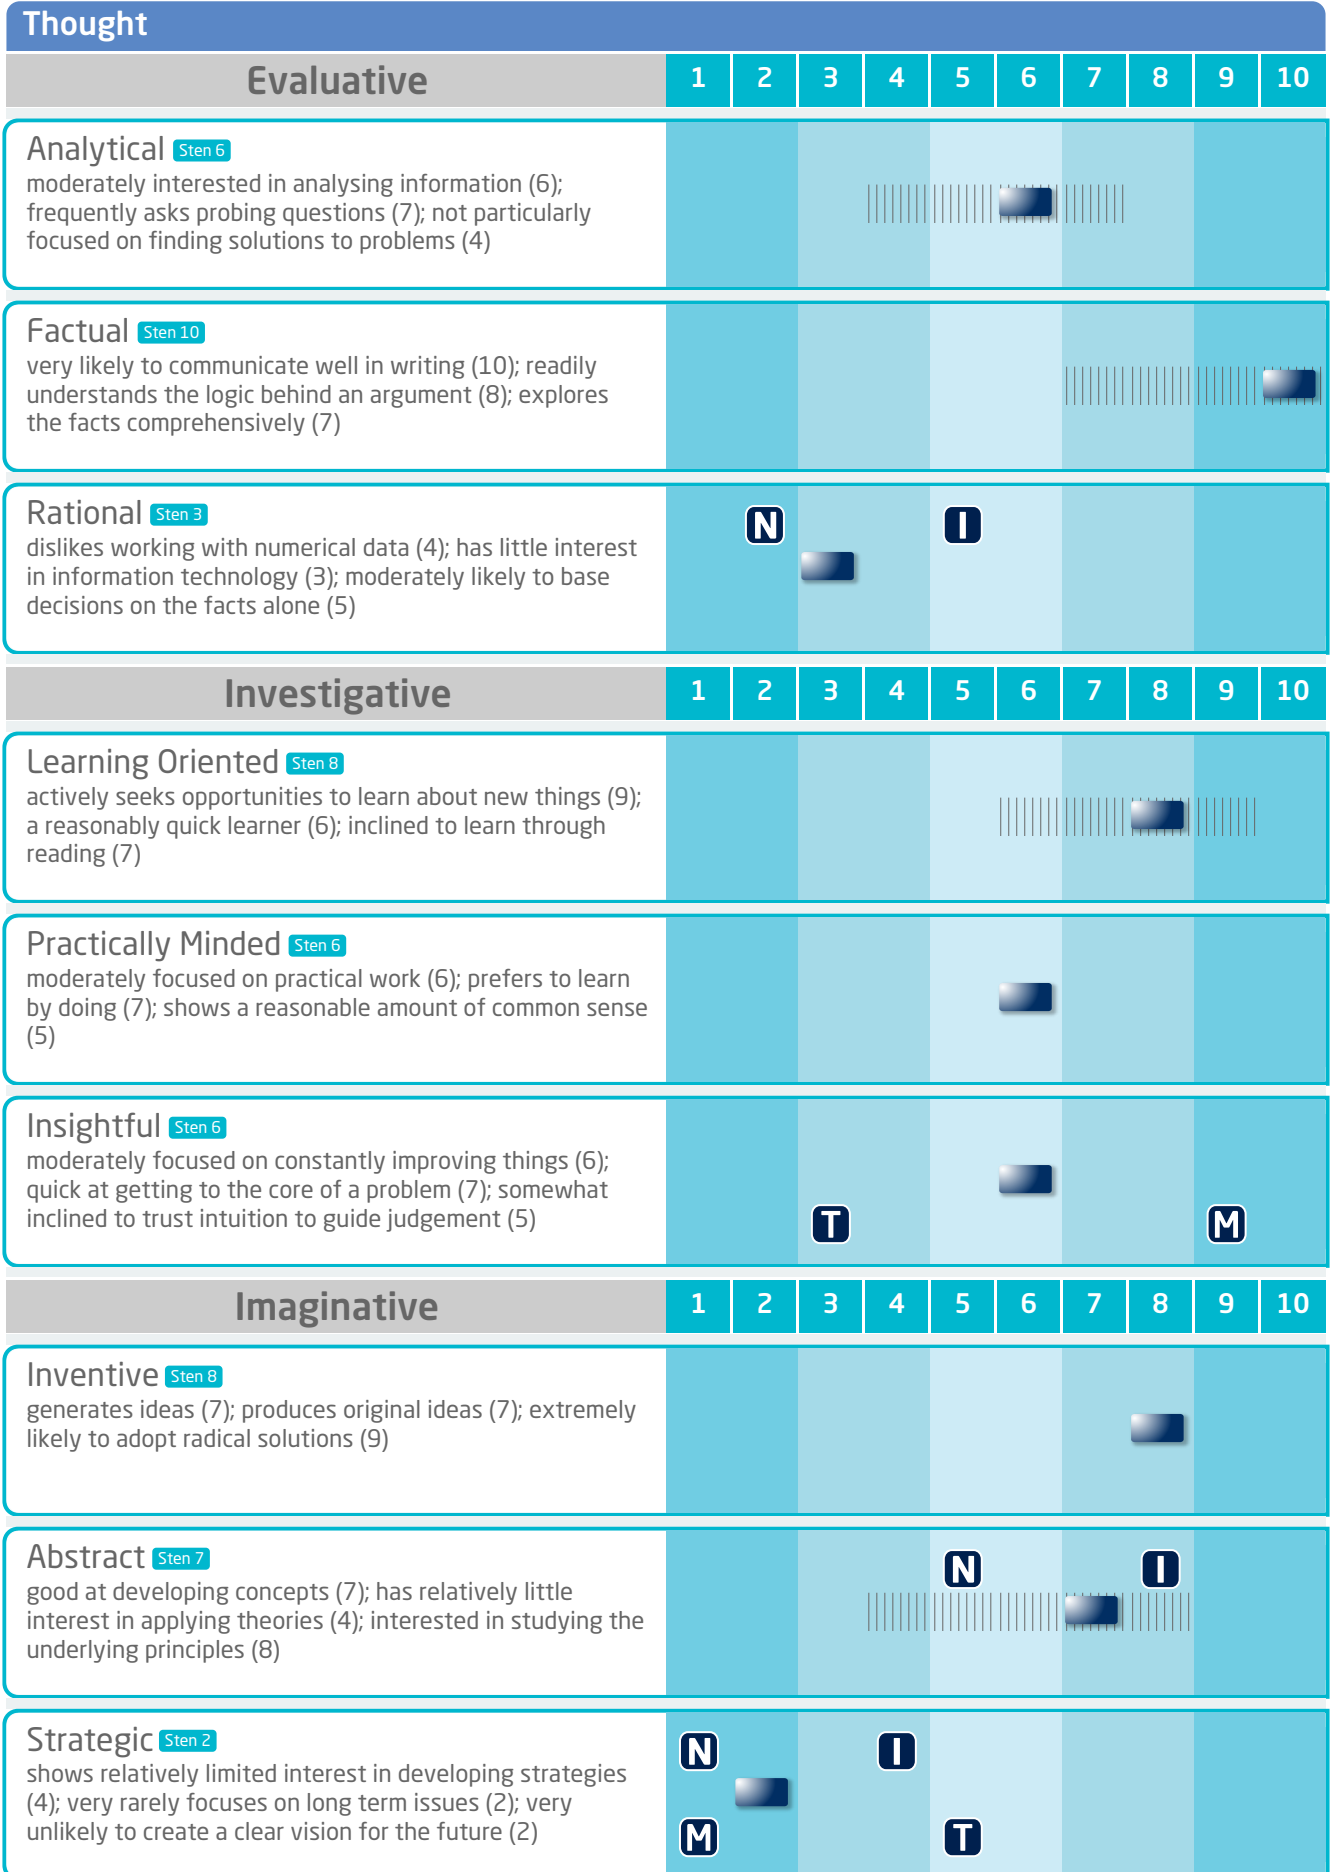 Thought
Evaluative 1 2 3 4 5 6 7 8 9 10
Analytical Sten 6
moderately interested in analysing information (6);
frequently asks probing questions (7); not particularly
focused on finding solutions to problems (4)
Factual Sten 10
very likely to communicate well in writing (10); readily
understands the logic behind an argument (8); explores
the facts comprehensively (7)
Rational Sten 3
N I
dislikes working with numerical data (4); has little interest
in information technology (3); moderately likely to base
decisions on the facts alone (5)
Investigative 1 2 3 4 5 6 7 8 9 10
Learning Oriented Sten 8
actively seeks opportunities to learn about new things (9);
a reasonably quick learner (6); inclined to learn through
reading (7)
Practically Minded Sten 6
moderately focused on practical work (6); prefers to learn
by doing (7); shows a reasonable amount of common sense
(5)
Insightful Sten 6
moderately focused on constantly improving things (6);
quick at getting to the core of a problem (7); somewhat
inclined to trust intuition to guide judgement (5)
T M
Imaginative 1 2 3 4 5 6 7 8 9 10
Inventive Sten 8
generates ideas (7); produces original ideas (7); extremely
likely to adopt radical solutions (9)
Abstract Sten 7
N I
good at developing concepts (7); has relatively little
interest in applying theories (4); interested in studying the
underlying principles (8)
Strategic Sten 2
N I
shows relatively limited interest in developing strategies
(4); very rarely focuses on long term issues (2); very
unlikely to create a clear vision for the future (2)
M T